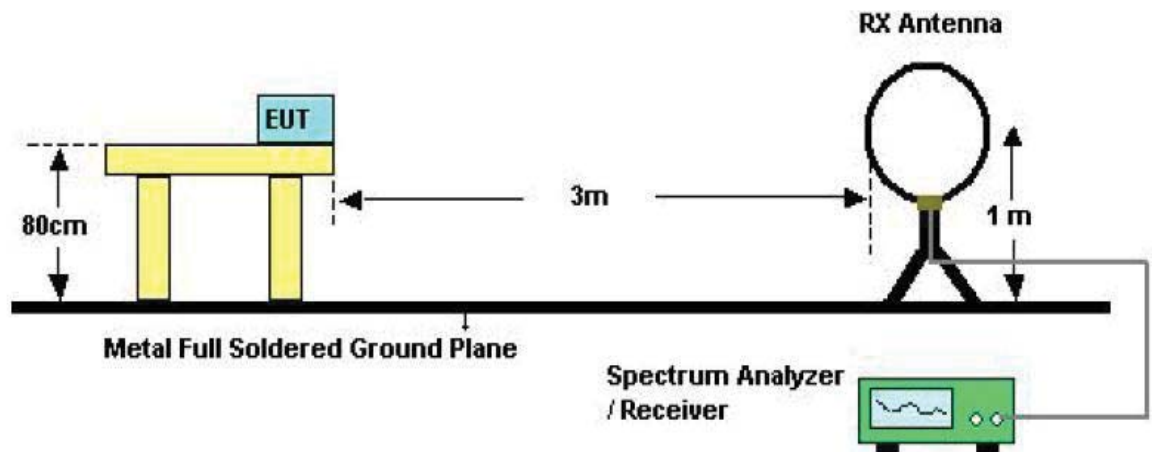 RX Antenna
EUT
80cm
3m
1 m
Metal Full Soldered Ground Plane
Spectrum Analyzer
/ Receiver